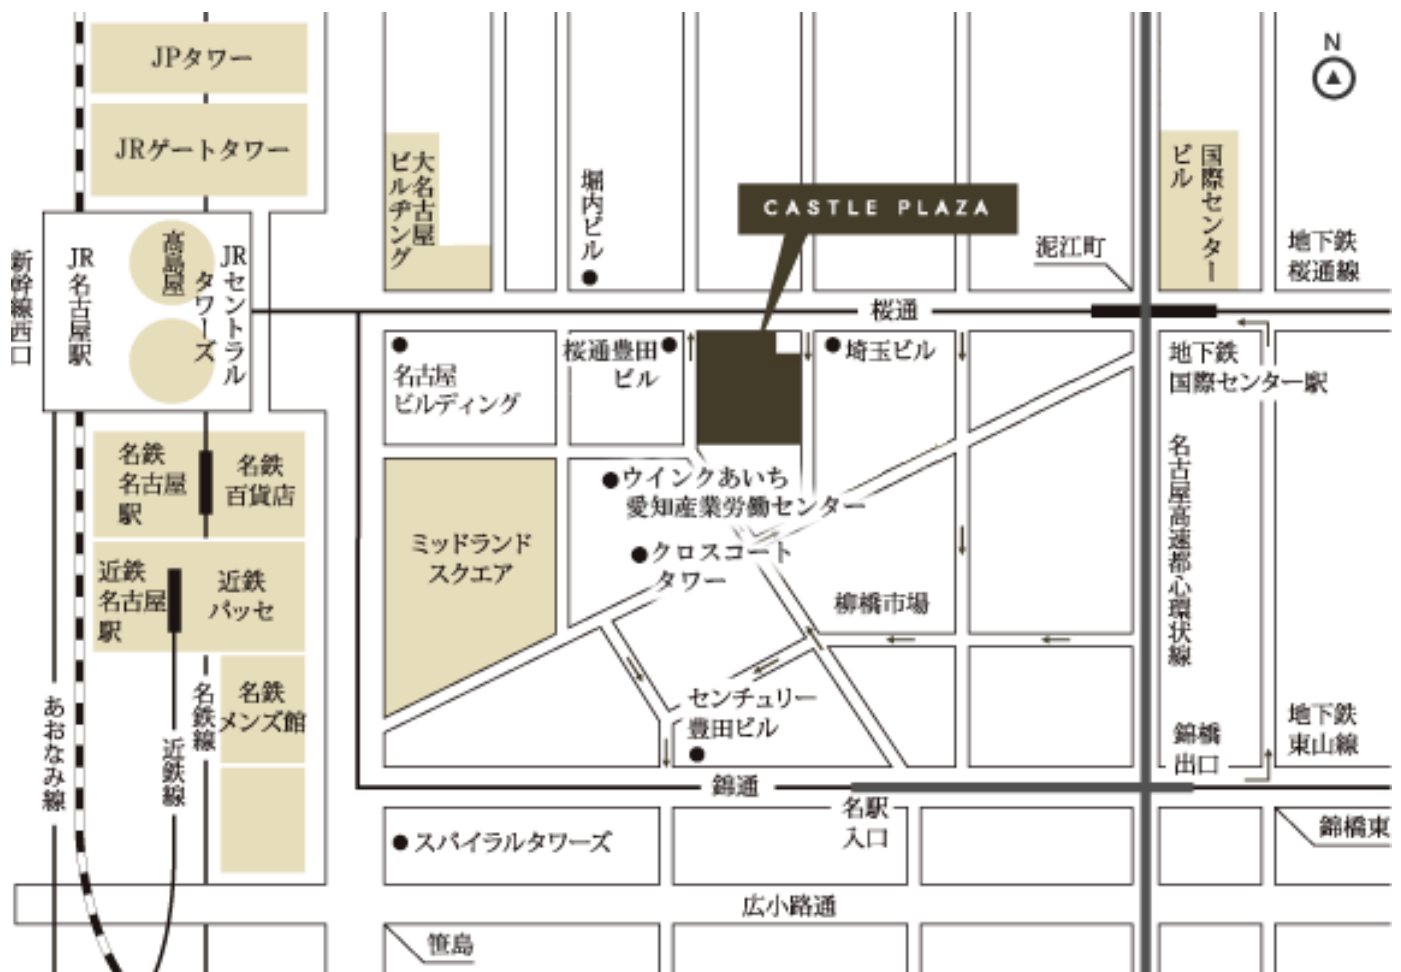 N
JPタワー
JRゲートタワー
大名古屋
ビルヂング
堀内ビル
国際センター
ビル
CASTLE PLAZA
泥江町
地下鉄
桜通線
新幹線西口
JR名古屋駅
髙島屋
JRセントラル
タワーズ
桜通
名古屋
ビルディング
桜通豊田
ビル
埼玉ビル
地下鉄
国際センター駅
名鉄
名古屋
駅
名鉄
百貨店
ウインクあいち
愛知産業労働センター
名古屋高速都心環状線
ミッドランド
スクエア
クロスコート
タワー
近鉄
名古屋
駅
近鉄
パッセ
柳橋市場
名鉄
メンズ館
名鉄線
近鉄線
あおなみ線
センチュリー
豊田ビル
錦橋
出口
地下鉄
東山線
錦通
名駅
入口
スパイラルタワーズ
錦橋東
広小路通
笹島